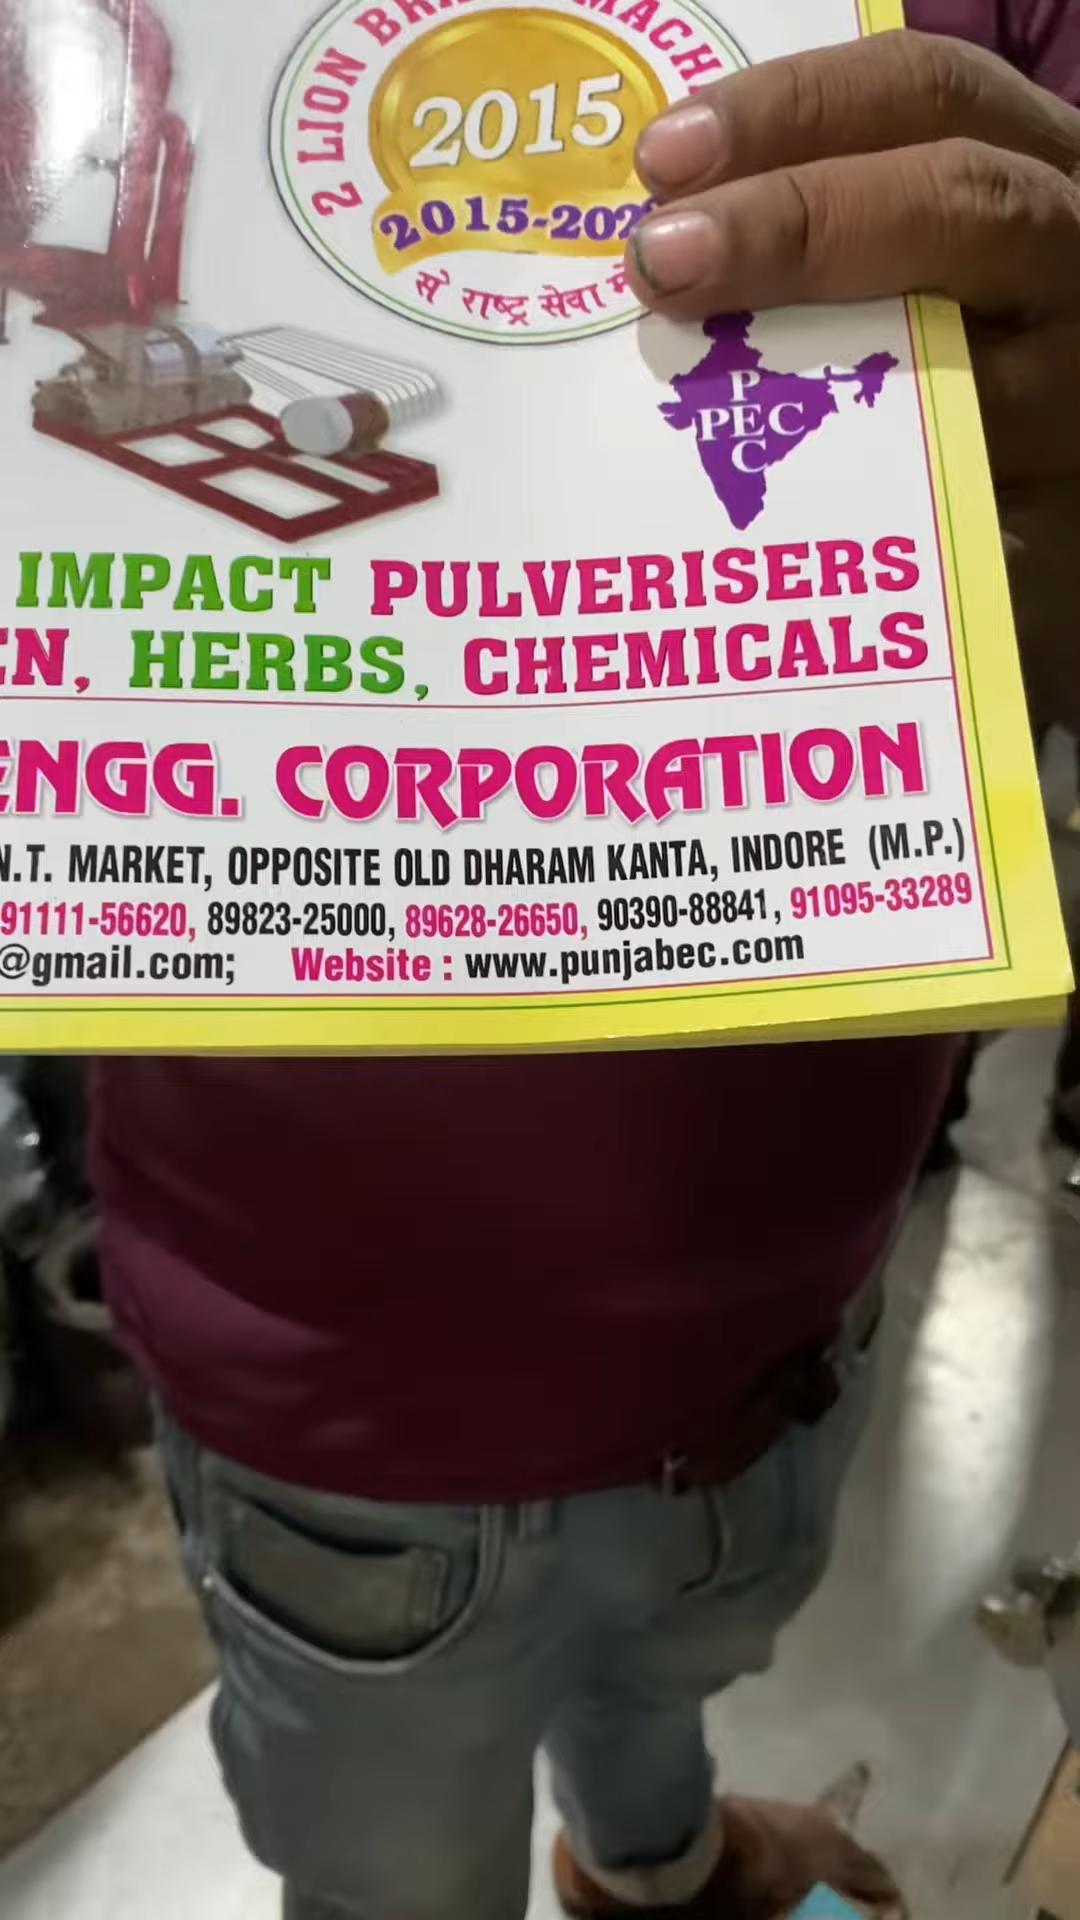 2 LION
2015
2015-202
से राष्ट्र सेवा में
P
PEC
C
IMPACT PULVERISERS
EN, HERBS, CHEMICALS
ENGG. CORPORATION
N.T. MARKET, OPPOSITE OLD DHARAM KANTA, INDORE (M.P.)
91111-56620, 89823-25000, 89628-26650, 90390-88841, 91095-33289
@gmail.com; Website : www.punjabec.com